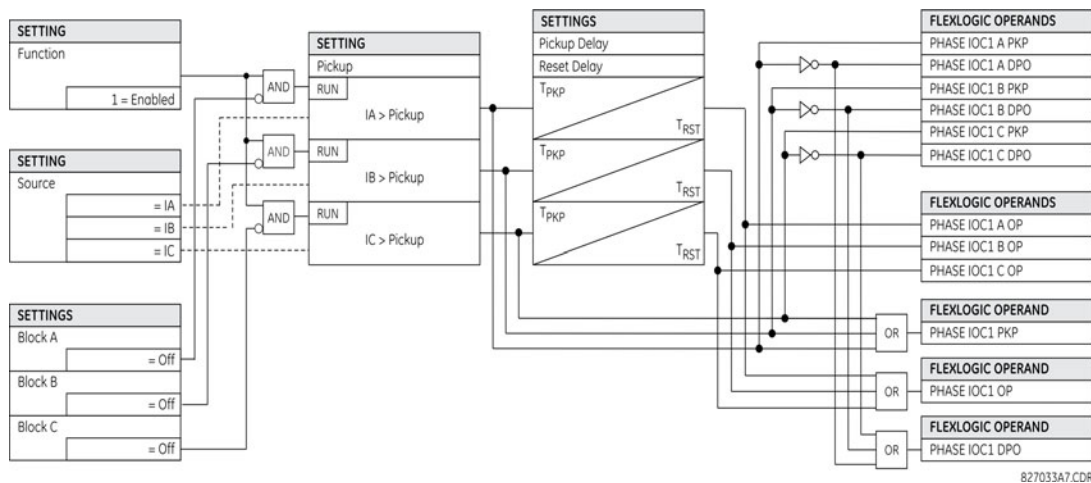 SETTING
Function
1 = Enabled
SETTING
Source
= IA
= IB
= IC
SETTINGS
Block A
= Off
Block B
= Off
Block C
= Off
AND
AND
AND
SETTING
Pickup
RUN
IA > Pickup
RUN
IB > Pickup
RUN
IC > Pickup
SETTINGS
Pickup Delay
Reset Delay
TPKP
TRST
TPKP
TRST
TPKP
TRST
FLEXLOGIC OPERANDS
PHASE IOC1 A PKP
PHASE IOC1 A DPO
PHASE IOC1 B PKP
PHASE IOC1 B DPO
PHASE IOC1 C PKP
PHASE IOC1 C DPO
FLEXLOGIC OPERANDS
PHASE IOC1 A OP
PHASE IOC1 B OP
PHASE IOC1 C OP
OR
FLEXLOGIC OPERAND
PHASE IOC1 PKP
OR
FLEXLOGIC OPERAND
PHASE IOC1 OP
OR
FLEXLOGIC OPERAND
PHASE IOC1 DPO
827033A7.CDR